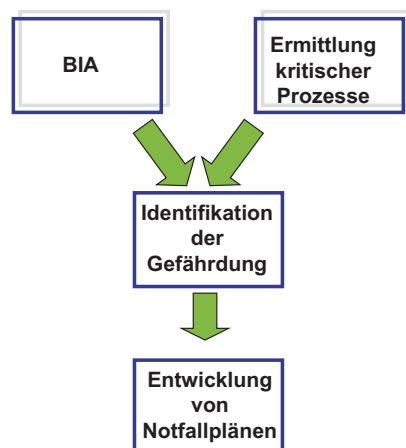 BIA
Ermittlung
kritischer
Prozesse
Identifikation
der
Gefährdung
Entwicklung
von
Notfallplänen